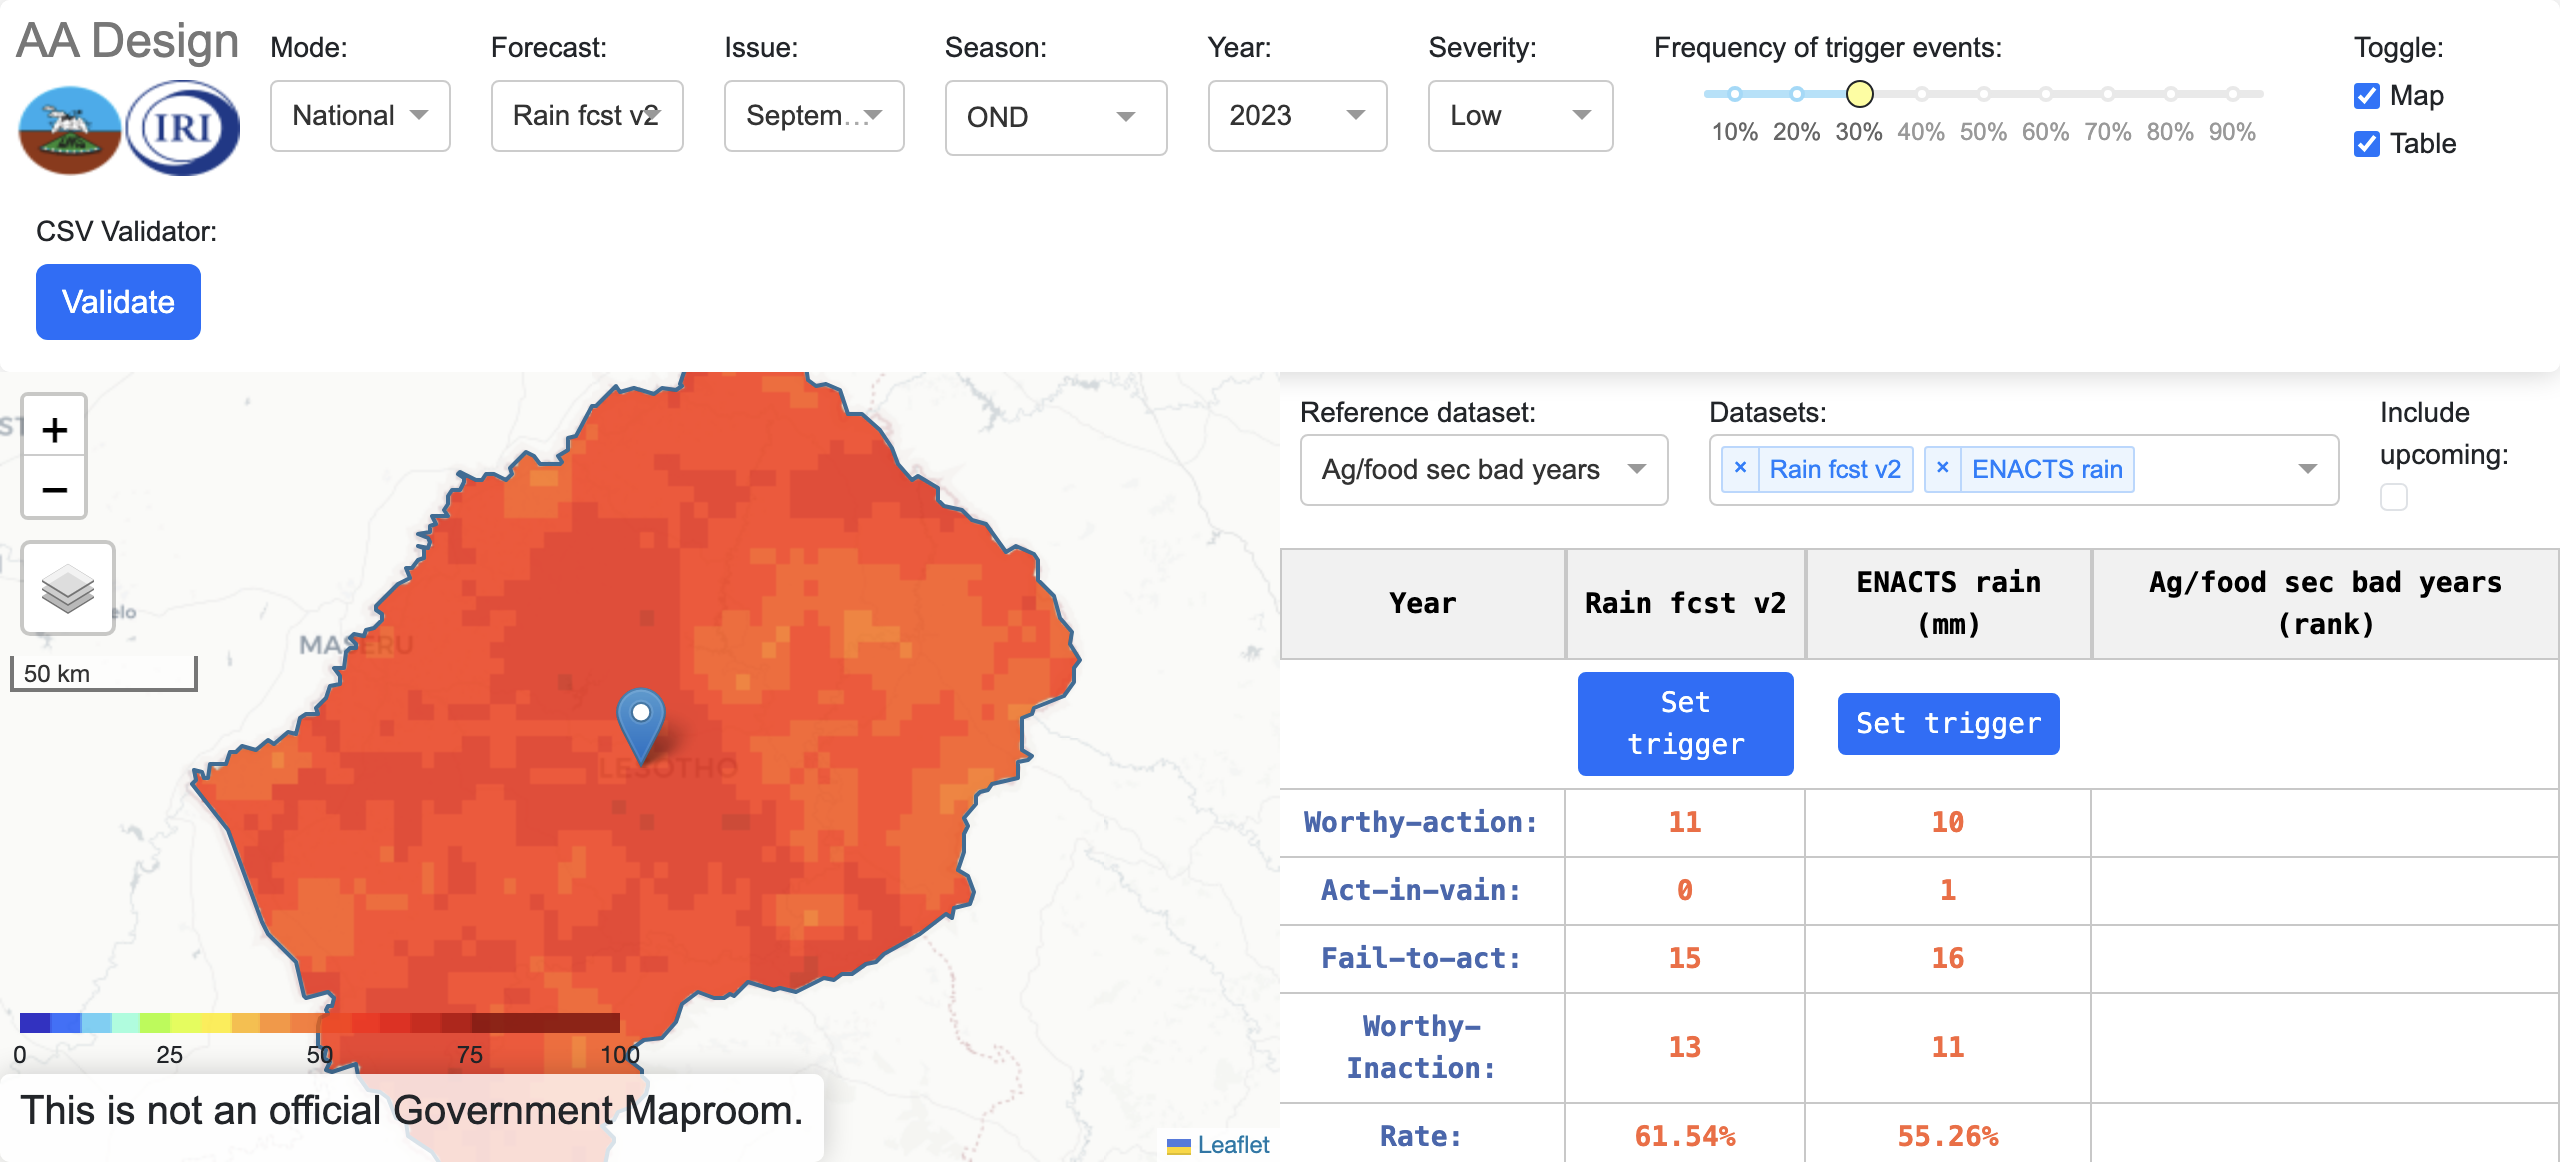 AA Design
IRI
Mode:
National
Forecast:
Rain fcst v2
Issue:
Septem...
Season:
OND
Year:
2023
Severity:
Low
Frequency of trigger events:
10% 20% 30% 40% 50% 60% 70% 80% 90%
Toggle:
Map
Table
CSV Validator:
Validate
+
−
elo
MASERU
50 km
LESOTHO
0 25 50 75 100
This is not an official Government Maproom.
Leaflet
Reference dataset:
Ag/food sec bad years
Datasets:
× Rain fcst v2 × ENACTS rain
Include
upcoming:
Year
Rain fcst v2
ENACTS rain
(mm)
Ag/food sec bad years
(rank)
Set
trigger
Set trigger
Worthy-action: 11 10
Act-in-vain: 0 1
Fail-to-act: 15 16
Worthy-
Inaction:
13 11
Rate: 61.54% 55.26%